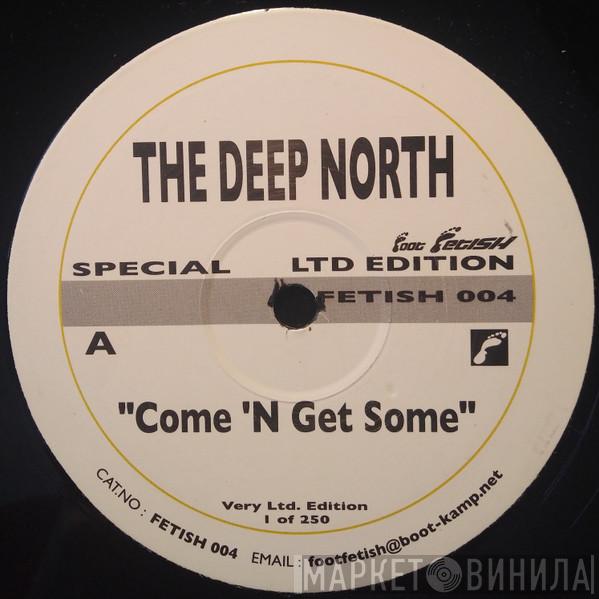 THE DEEP NORTH
Foot Fetish
SPECIAL LTD EDITION
FETISH 004
A
"Come 'N Get Some"
Very Ltd. Edition
1 of 250
CAT.NO : FETISH 004 EMAIL : footfetish@boot-kamp.net
МАРКЕТ ВИНИЛА